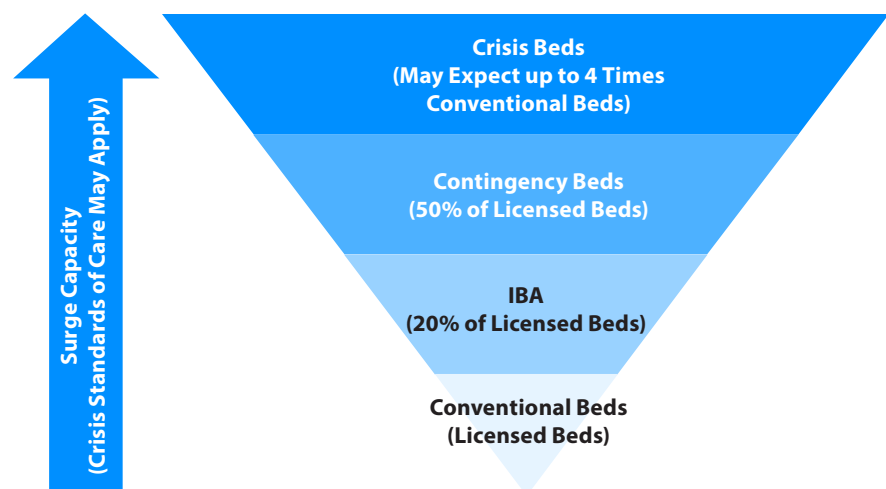 Surge Capacity
(Crisis Standards of Care May Apply)
Crisis Beds
(May Expect up to 4 Times
Conventional Beds)
Contingency Beds
(50% of Licensed Beds)
IBA
(20% of Licensed Beds)
Conventional Beds
(Licensed Beds)